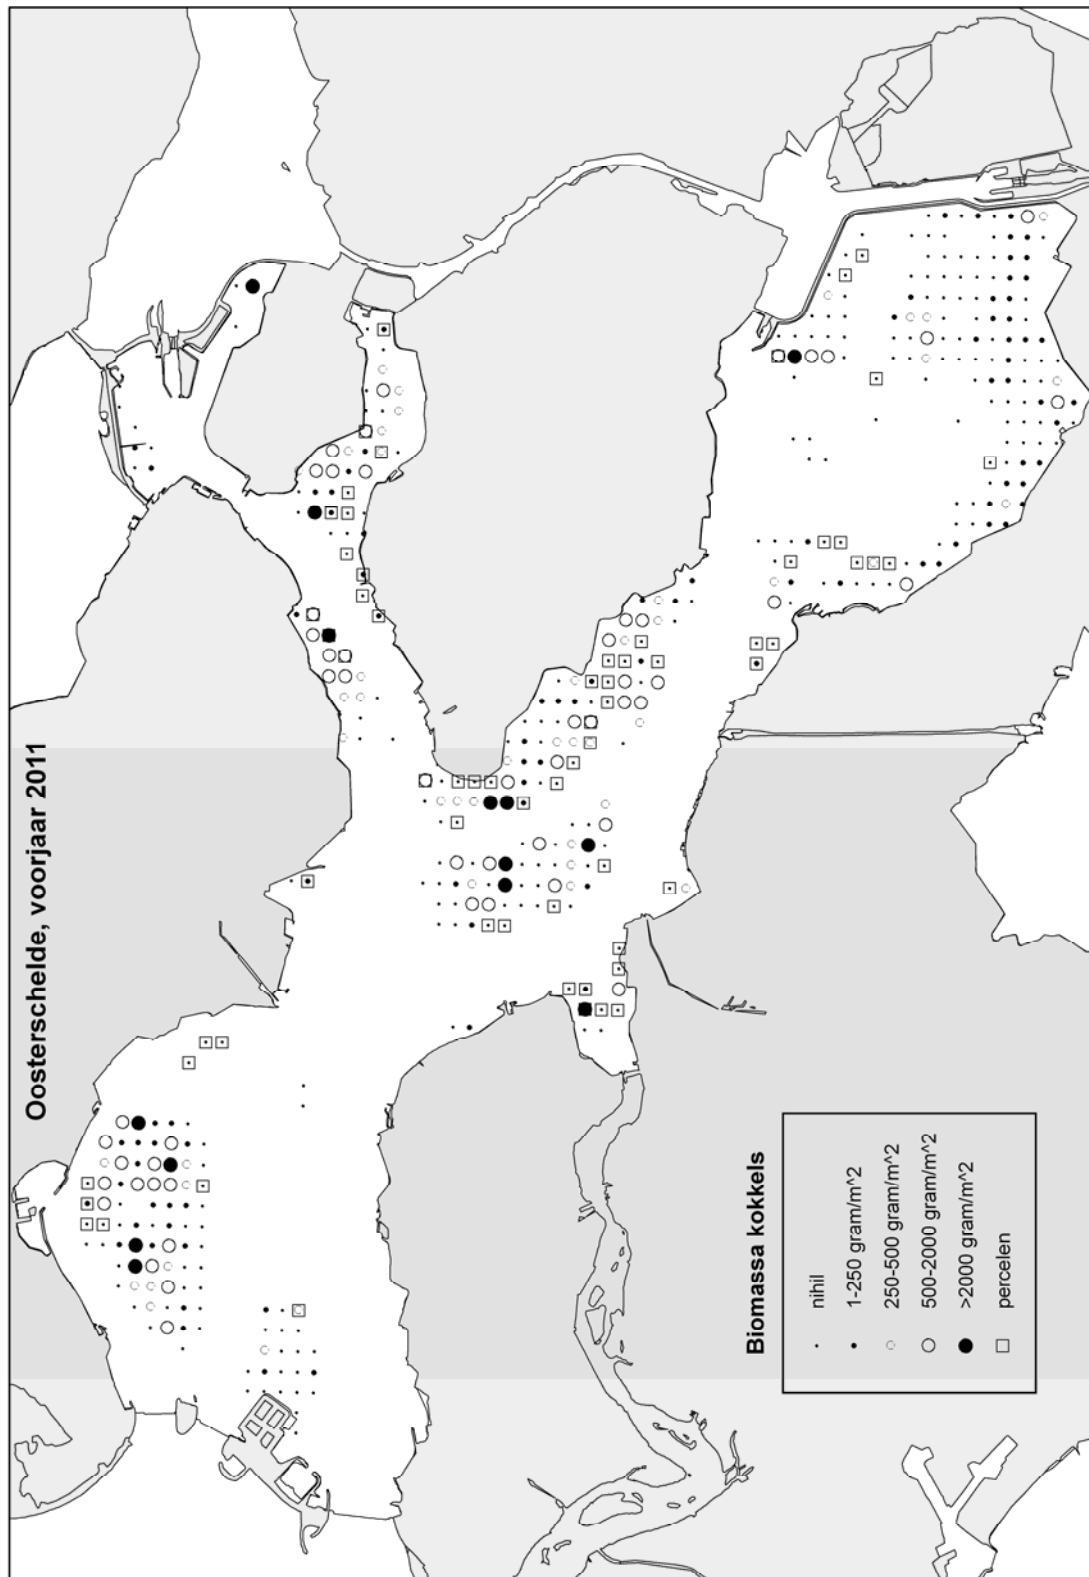 Oosterschelde, voorjaar 2011
Biomassa kokkels
nihil
1-250 gram/m^2
250-500 gram/m^2
500-2000 gram/m^2
>2000 gram/m^2
percelen